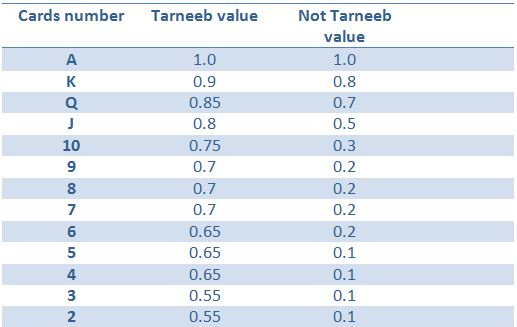 Cards number Tarneeb value Not Tarneeb
value
A 1.0 1.0
K 0.9 0.8
Q 0.85 0.7
J 0.8 0.5
10 0.75 0.3
9 0.7 0.2
8 0.7 0.2
7 0.7 0.2
6 0.65 0.2
5 0.65 0.1
4 0.65 0.1
3 0.55 0.1
2 0.55 0.1